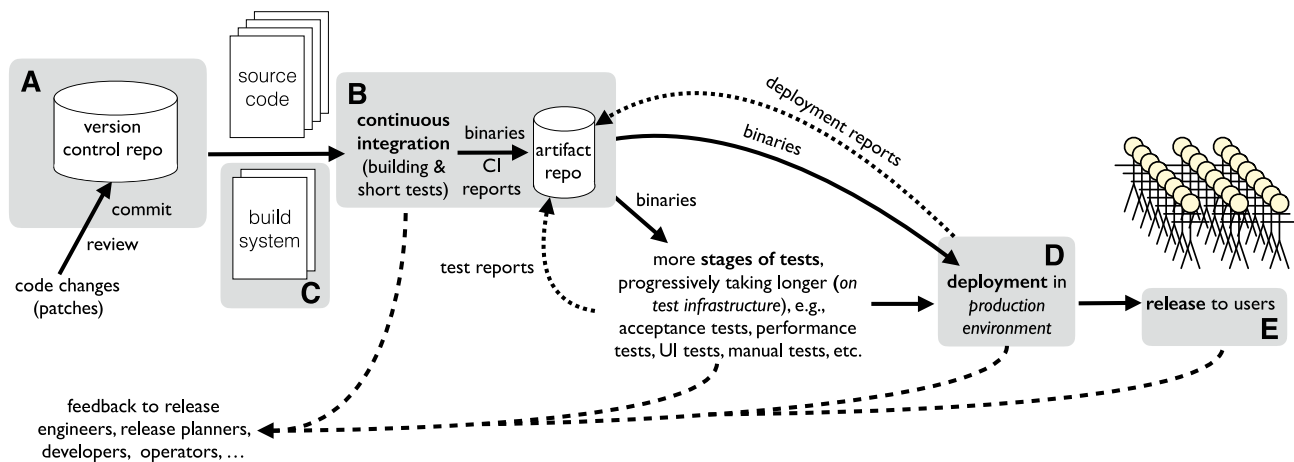 A
version
control repo
commit
review
code changes
(patches)
source
code
build
system
C
B
continuous
integration
(building &
short tests)
binaries
CI
reports
artifact
repo
deployment reports
binaries
binaries
test reports
more stages of tests,
progressively taking longer (on
test infrastructure), e.g.,
acceptance tests, performance
tests, UI tests, manual tests, etc.
D
deployment in
production
environment
release to users
E
feedback to release
engineers, release planners,
developers, operators, …